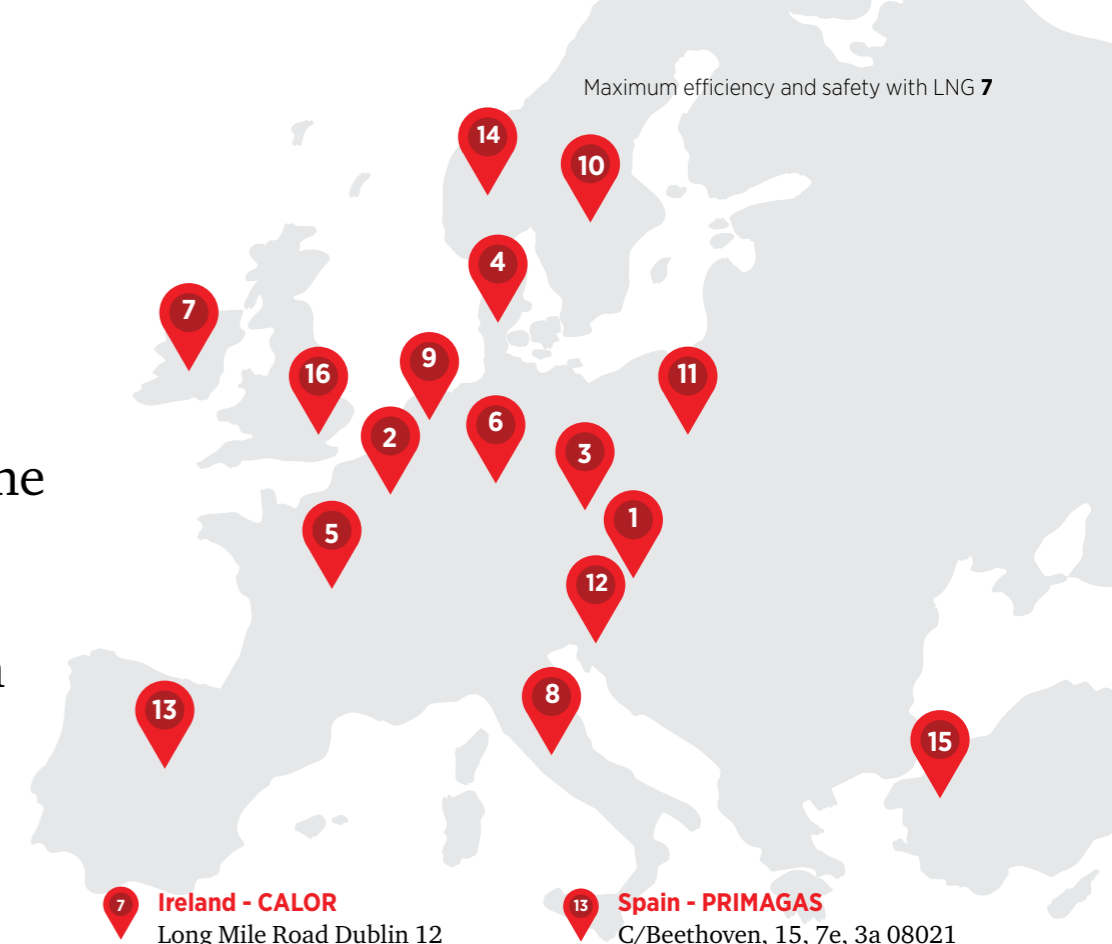 Maximum efficiency and safety with LNG 7
14
10
4
7
9
16
11
6
2
3
1
5
12
8
13
15
ne
7 Ireland - CALOR
Long Mile Road Dublin 12
13 Spain - PRIMAGAS
C/Beethoven, 15, 7e, 3a 08021